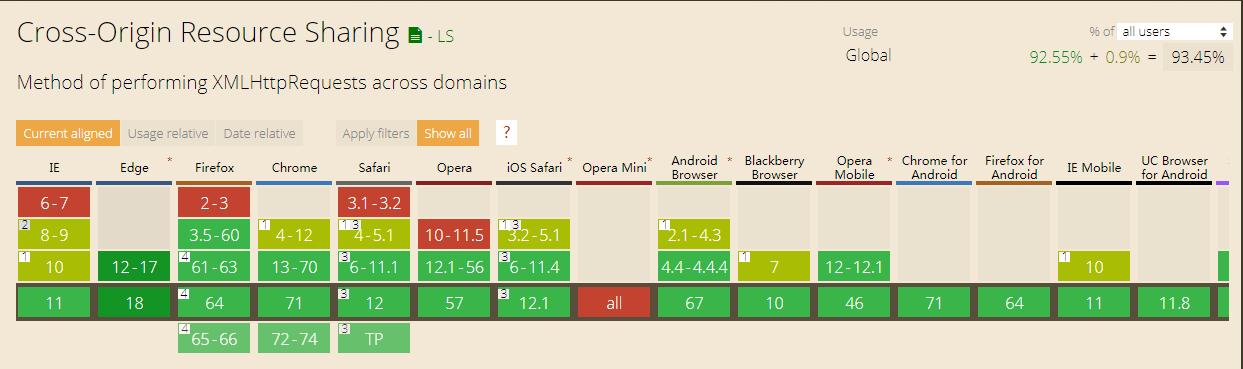 Cross-Origin Resource Sharing - LS
Usage % of all users
Global 92.55% + 0.9% = 93.45%
Method of performing XMLHttpRequests across domains
Current aligned Usage relative Date relative Apply filters Show all ?
IE Edge * Firefox Chrome Safari Opera iOS Safari * Opera Mini * Android Browser * Blackberry Browser Opera Mobile * Chrome for Android Firefox for Android IE Mobile UC Browser for Android
6-7 2-3 3.1-3.2
2 8-9 3.5-60 1 4-12 1 3 4-5.1 10-11.5 1 3 3.2-5.1 1 2.1-4.3
1 10 12-17 4 61-63 13-70 3 6-11.1 12.1-56 3 6-11.4 4.4-4.4.4 1 7 12-12.1 1 10
11 18 4 64 71 3 12 57 3 12.1 all 67 10 46 71 64 11 11.8
4 65-66 72-74 3 TP